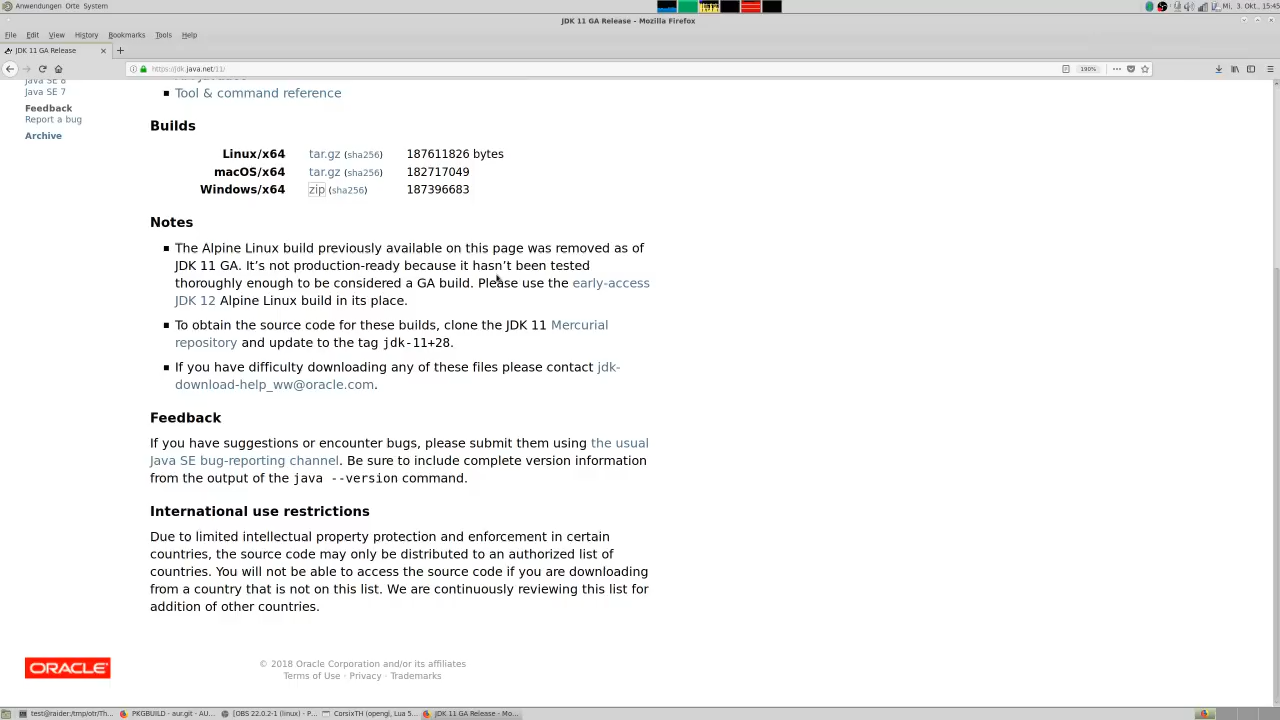 Anwendungen Orte System
Mi, 3. Okt., 15:45
JDK 11 GA Release - Mozilla Firefox
File Edit View History Bookmarks Tools Help
JDK 11 GA Release
https://jdk.java.net/11/
190%
Java SE 8
Java SE 7
Feedback
Report a bug
Archive
Tool & command reference
Builds
Linux/x64 tar.gz (sha256) 187611826 bytes
macOS/x64 tar.gz (sha256) 182717049
Windows/x64 zip (sha256) 187396683
Notes
The Alpine Linux build previously available on this page was removed as of
JDK 11 GA. It’s not production-ready because it hasn’t been tested
thoroughly enough to be considered a GA build. Please use the early-access
JDK 12 Alpine Linux build in its place.
To obtain the source code for these builds, clone the JDK 11 Mercurial
repository and update to the tag jdk-11+28.
If you have difficulty downloading any of these files please contact jdk-
download-help_ww@oracle.com.
Feedback
If you have suggestions or encounter bugs, please submit them using the usual
Java SE bug-reporting channel. Be sure to include complete version information
from the output of the java --version command.
International use restrictions
Due to limited intellectual property protection and enforcement in certain
countries, the source code may only be distributed to an authorized list of
countries. You will not be able to access the source code if you are downloading
from a country that is not on this list. We are continuously reviewing this list for
addition of other countries.
ORACLE
© 2018 Oracle Corporation and/or its affiliates
Terms of Use · Privacy · Trademarks
test@raider:/tmp/otr/Th... PKGBUILD - aur.git - AU... [OBS 22.0.2-1 (linux) - P... CorsixTH (opengl, Lua 5.... JDK 11 GA Release - Mo...